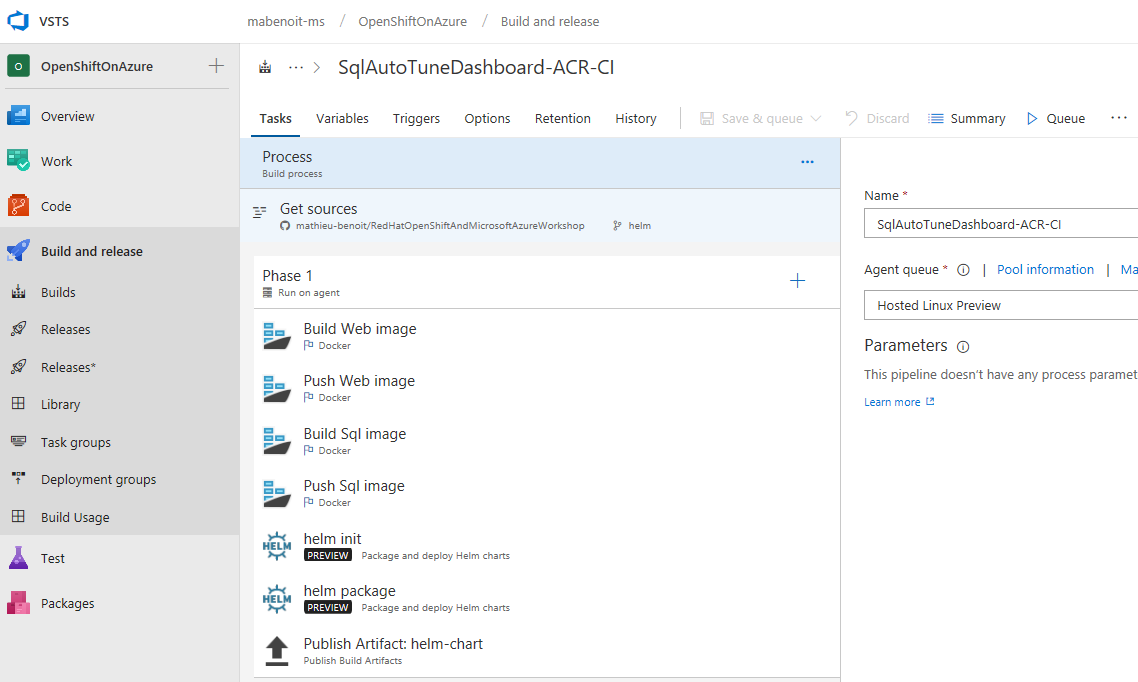 VSTS
mabenoit-ms / OpenShiftOnAzure / Build and release
O OpenShiftOnAzure
Overview
Work
Code
Build and release
Builds
Releases
Releases*
Library
Task groups
Deployment groups
Build Usage
Test
Packages
... > SqlAutoTuneDashboard-ACR-CI
Tasks Variables Triggers Options Retention History Save & queue Discard Summary Queue ...
Process ...
Build process
Get sources
mathieu-benoit/RedHatOpenShiftAndMicrosoftAzureWorkshop helm
Phase 1
Run on agent
Build Web image
Docker
Push Web image
Docker
Build Sql image
Docker
Push Sql image
Docker
HELM helm init
PREVIEW Package and deploy Helm charts
HELM helm package
PREVIEW Package and deploy Helm charts
Publish Artifact: helm-chart
Publish Build Artifacts
Name *
SqlAutoTuneDashboard-ACR-CI
Agent queue * | Pool information | Ma
Hosted Linux Preview
Parameters
This pipeline doesn't have any process paramet
Learn more